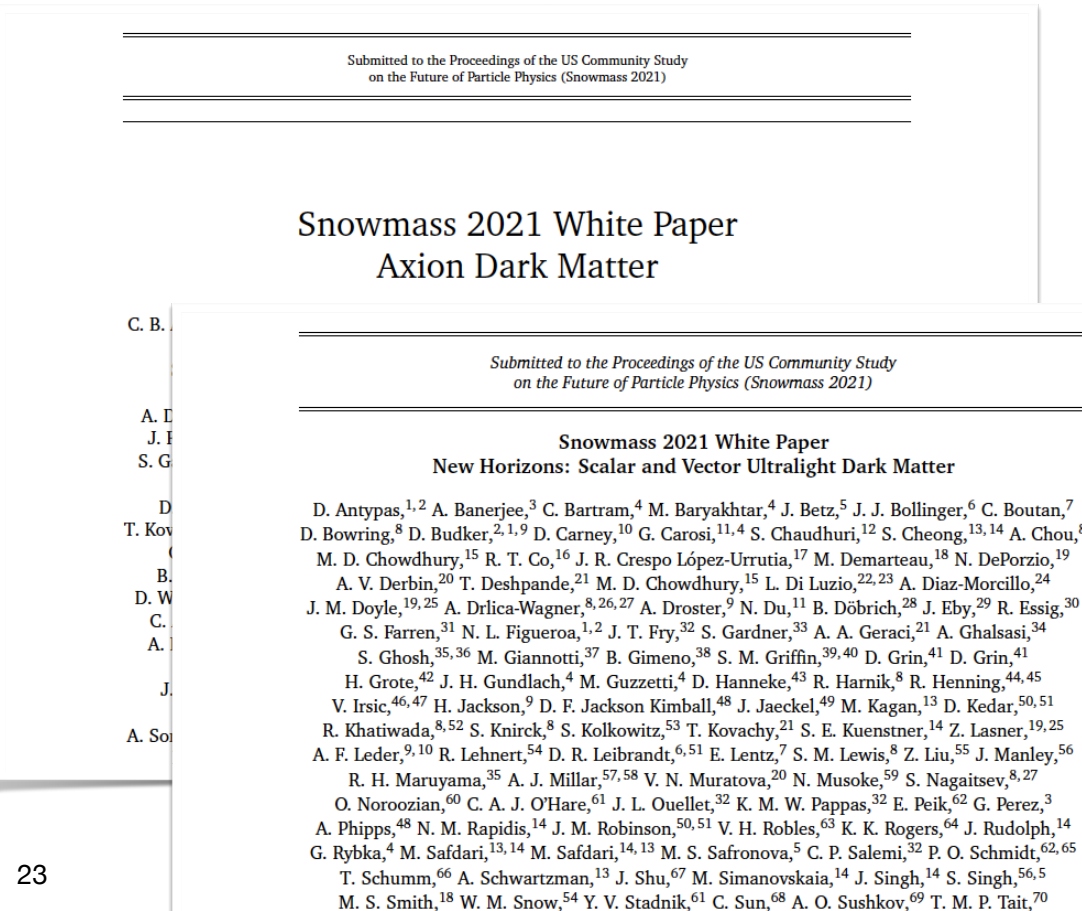 Submitted to the Proceedings of the US Community Study
on the Future of Particle Physics (Snowmass 2021)
Snowmass 2021 White Paper
Axion Dark Matter
C. B.
A. D
J.
S. G
D
T. Kov
B.
D. W
C.
A.
J.
A. So
Submitted to the Proceedings of the US Community Study
on the Future of Particle Physics (Snowmass 2021)
Snowmass 2021 White Paper
New Horizons: Scalar and Vector Ultralight Dark Matter
D. Antypas,1, 2 A. Banerjee,3 C. Bartram,4 M. Baryakhtar,4 J. Betz,5 J. J. Bollinger,6 C. Boutan,7
D. Bowring,8 D. Budker,2, 1, 9 D. Carney,10 G. Carosi,11, 4 S. Chaudhuri,12 S. Cheong,13, 14 A. Chou,8
M. D. Chowdhury,15 R. T. Co,16 J. R. Crespo López-Urrutia,17 M. Demarteau,18 N. DePorzio,19
A. V. Derbin,20 T. Deshpande,21 M. D. Chowdhury,15 L. Di Luzio,22, 23 A. Diaz-Morcillo,24
J. M. Doyle,19, 25 A. Drlica-Wagner,8, 26, 27 A. Droster,9 N. Du,11 B. Döbrich,28 J. Eby,29 R. Essig,30
G. S. Farren,31 N. L. Figueroa,1, 2 J. T. Fry,32 S. Gardner,33 A. A. Geraci,21 A. Ghalsasi,34
S. Ghosh,35, 36 M. Giannotti,37 B. Gimeno,38 S. M. Griffin,39, 40 D. Grin,41 D. Grin,41
H. Grote,42 J. H. Gundlach,4 M. Guzzetti,4 D. Hanneke,43 R. Harnik,8 R. Henning,44, 45
V. Irsic,46, 47 H. Jackson,9 D. F. Jackson Kimball,48 J. Jaeckel,49 M. Kagan,13 D. Kedar,50, 51
R. Khatiwada,8, 52 S. Knirck,8 S. Kolkowitz,53 T. Kovachy,21 S. E. Kuenstner,14 Z. Lasner,19, 25
A. F. Leder,9, 10 R. Lehnert,54 D. R. Leibrandt,6, 51 E. Lentz,7 S. M. Lewis,8 Z. Liu,55 J. Manley,56
R. H. Maruyama,35 A. J. Millar,57, 58 V. N. Muratova,20 N. Musoke,59 S. Nagaitsev,8, 27
O. Noroozian,60 C. A. J. O'Hare,61 J. L. Ouellet,32 K. M. W. Pappas,32 E. Peik,62 G. Perez,3
A. Phipps,48 N. M. Rapidis,14 J. M. Robinson,50, 51 V. H. Robles,63 K. K. Rogers,64 J. Rudolph,14
G. Rybka,4 M. Safdari,13, 14 M. Safdari,14, 13 M. S. Safronova,5 C. P. Salemi,32 P. O. Schmidt,62, 65
T. Schumm,66 A. Schwartzman,13 J. Shu,67 M. Simanovskaia,14 J. Singh,14 S. Singh,56, 5
M. S. Smith,18 W. M. Snow,54 Y. V. Stadnik,61 C. Sun,68 A. O. Sushkov,69 T. M. P. Tait,70
23